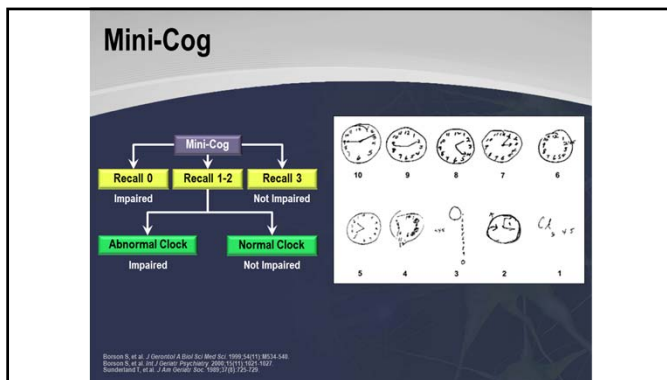 Mini-Cog
Mini-Cog
Recall 0
Recall 1-2
Recall 3
Impaired
Not Impaired
Abnormal Clock
Normal Clock
Impaired
Not Impaired
10
9
8
7
6
5
4
3
2
1
Borson S, et al. J Gerontol A Biol Sci Med Sci. 1999;54(11):M534-540.
Borson S, et al. Int J Geriatr Psychiatry. 2000;15(11):1021-1027.
Sunderland T, et al. J Am Geriatr Soc. 1989;37(8):725-729.